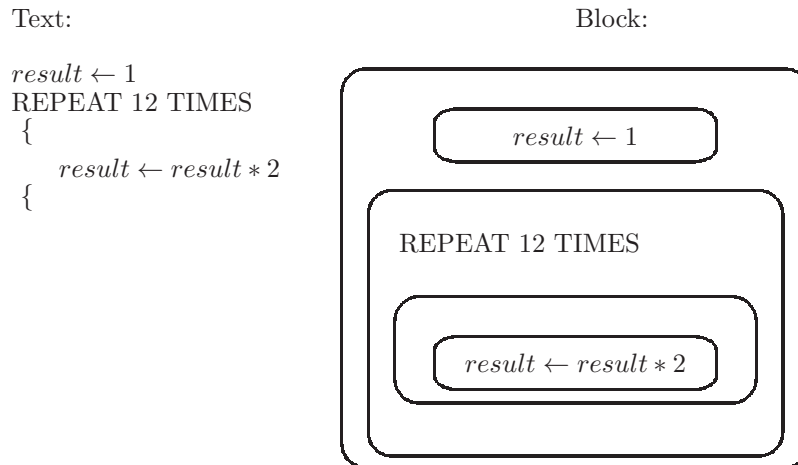 Text:
result ← 1
REPEAT 12 TIMES
{
result ← result * 2
{
Block:
result ← 1
REPEAT 12 TIMES
result ← result * 2